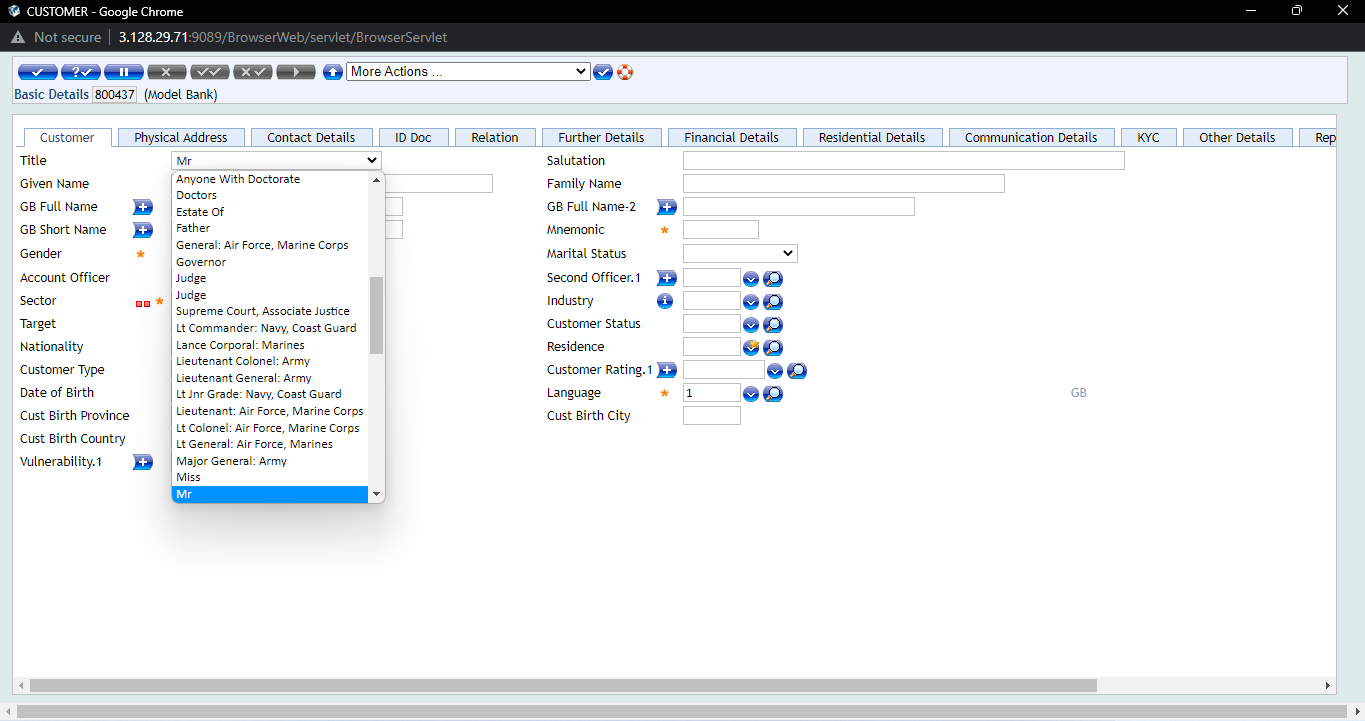 CUSTOMER - Google Chrome
Not secure 3.128.29.71:9089/BrowserWeb/servlet/BrowserServlet
More Actions ...
Basic Details 800437 (Model Bank)
Customer Physical Address Contact Details ID Doc Relation Further Details Financial Details Residential Details Communication Details KYC Other Details Rep
Title Mr Salutation
Given Name Family Name
GB Full Name GB Full Name-2
GB Short Name Mnemonic *
Gender * Marital Status
Account Officer Second Officer.1
Sector * Industry
Target Customer Status
Nationality Residence
Customer Type Customer Rating.1
Date of Birth Language * 1 GB
Cust Birth Province Cust Birth City
Cust Birth Country
Vulnerability.1
Anyone With Doctorate
Doctors
Estate Of
Father
General: Air Force, Marine Corps
Governor
Judge
Judge
Supreme Court, Associate Justice
Lt Commander: Navy, Coast Guard
Lance Corporal: Marines
Lieutenant Colonel: Army
Lieutenant General: Army
Lt Jnr Grade: Navy, Coast Guard
Lieutenant: Air Force, Marine Corps
Lt Colonel: Air Force, Marine Corps
Lt General: Air Force, Marines
Major General: Army
Miss
Mr